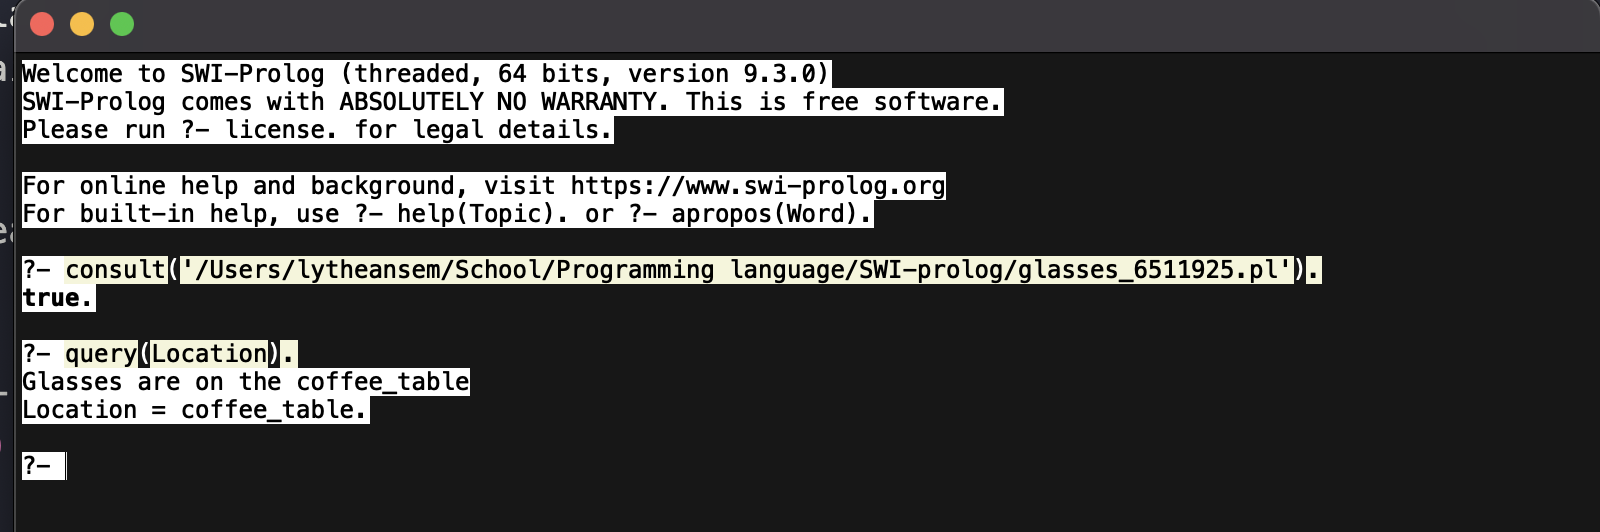 Welcome to SWI-Prolog (threaded, 64 bits, version 9.3.0)
SWI-Prolog comes with ABSOLUTELY NO WARRANTY. This is free software.
Please run ?- license. for legal details.
For online help and background, visit https://www.swi-prolog.org
For built-in help, use ?- help(Topic). or ?- apropos(Word).
?- consult('/Users/lytheansem/School/Programming language/SWI-prolog/glasses_6511925.pl').
true.
?- query(Location).
Glasses are on the coffee_table
Location = coffee_table.
?-